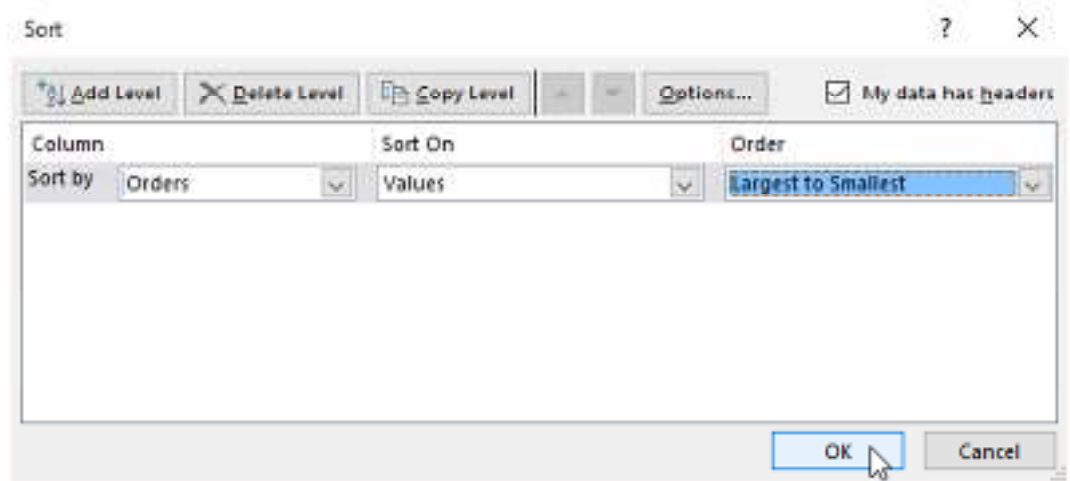 Sort ?
Add Level Delete Level Copy Level Options... My data has headers
Column Sort On Order
Sort by Orders Values Largest to Smallest
OK Cancel